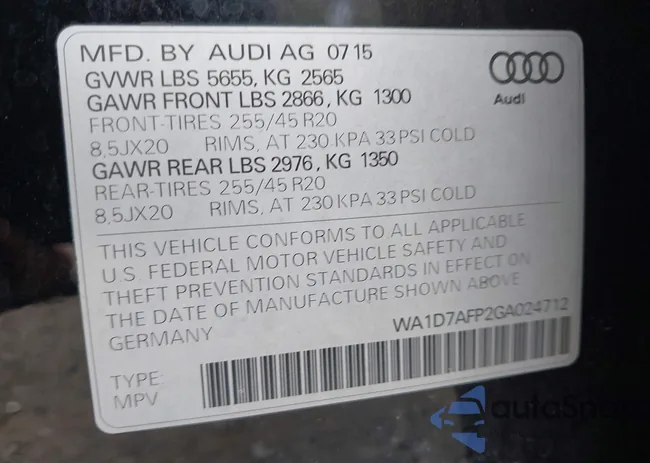 MFD. BY AUDI AG 07 15
GVWR LBS 5655, KG 2565
GAWR FRONT LBS 2866, KG 1300
FRONT-TIRES 255/45 R20
8,5JX20 RIMS, AT 230 KPA 33 PSI COLD
GAWR REAR LBS 2976, KG 1350
REAR-TIRES 255/45 R20
8,5JX20 RIMS, AT 230 KPA 33 PSI COLD
Audi
THIS VEHICLE CONFORMS TO ALL APPLICABLE
U.S. FEDERAL MOTOR VEHICLE SAFETY AND
THEFT PREVENTION STANDARDS IN EFFECT ON
THE DATE OF MANUFACTURE SHOWN ABOVE
GERMANY
WA1D7AFP2GA024712
TYPE:
MPV